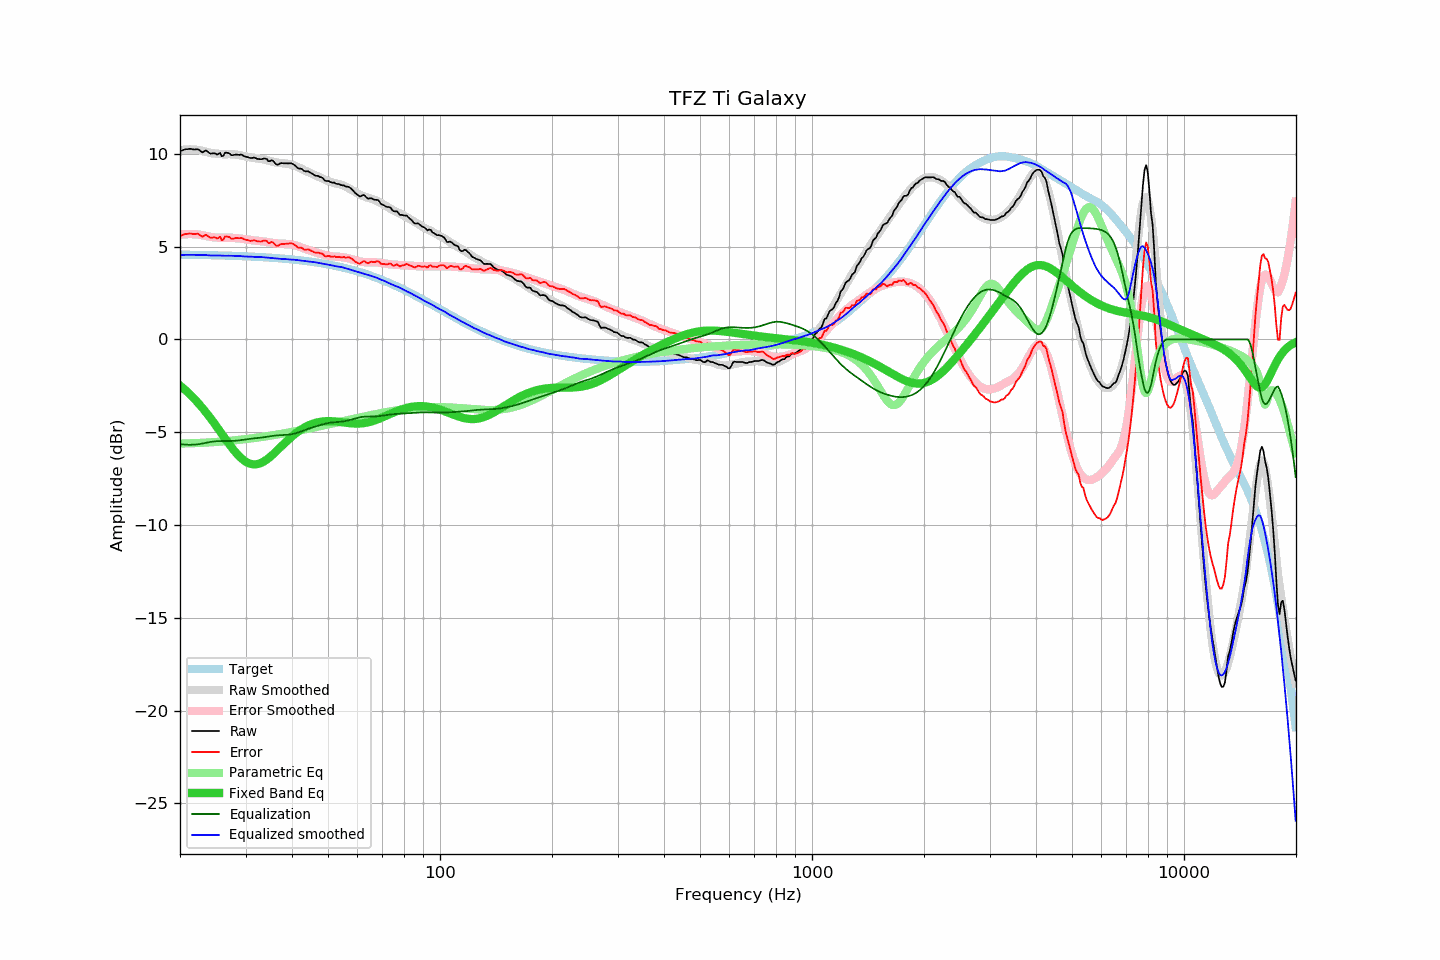 TFZ Ti Galaxy
10
5
0
−5
−10
−15
−20
−25
Amplitude (dBr)
Target
Raw Smoothed
Error Smoothed
Raw
Error
Parametric Eq
Fixed Band Eq
Equalization
Equalized smoothed
100
1000
10000
Frequency (Hz)